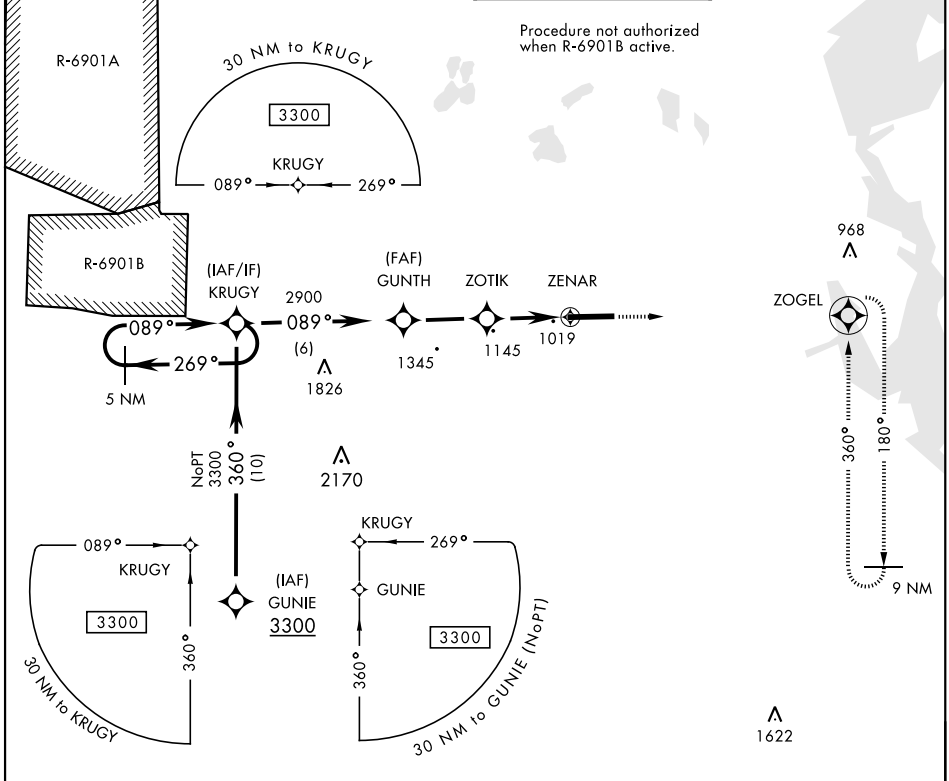 Procedure not authorized
when R-6901B active.
R-6901A
30 NM to KRUGY
3300
KRUGY
089°
269°
R-6901B
968
(IAF/IF)
KRUGY
(FAF)
GUNTH
ZOTIK
ZENAR
ZOGEL
2900
089°
(6)
089°
269°
5 NM
1826
1345
1145
1019
NoPT
3300
360°
(10)
2170
360°
180°
9 NM
089°
KRUGY
3300
360°
30 NM to KRUGY
(IAF)
GUNIE
3300
KRUGY
269°
GUNIE
3300
360°
30 NM to GUNIE (NoPT)
1622